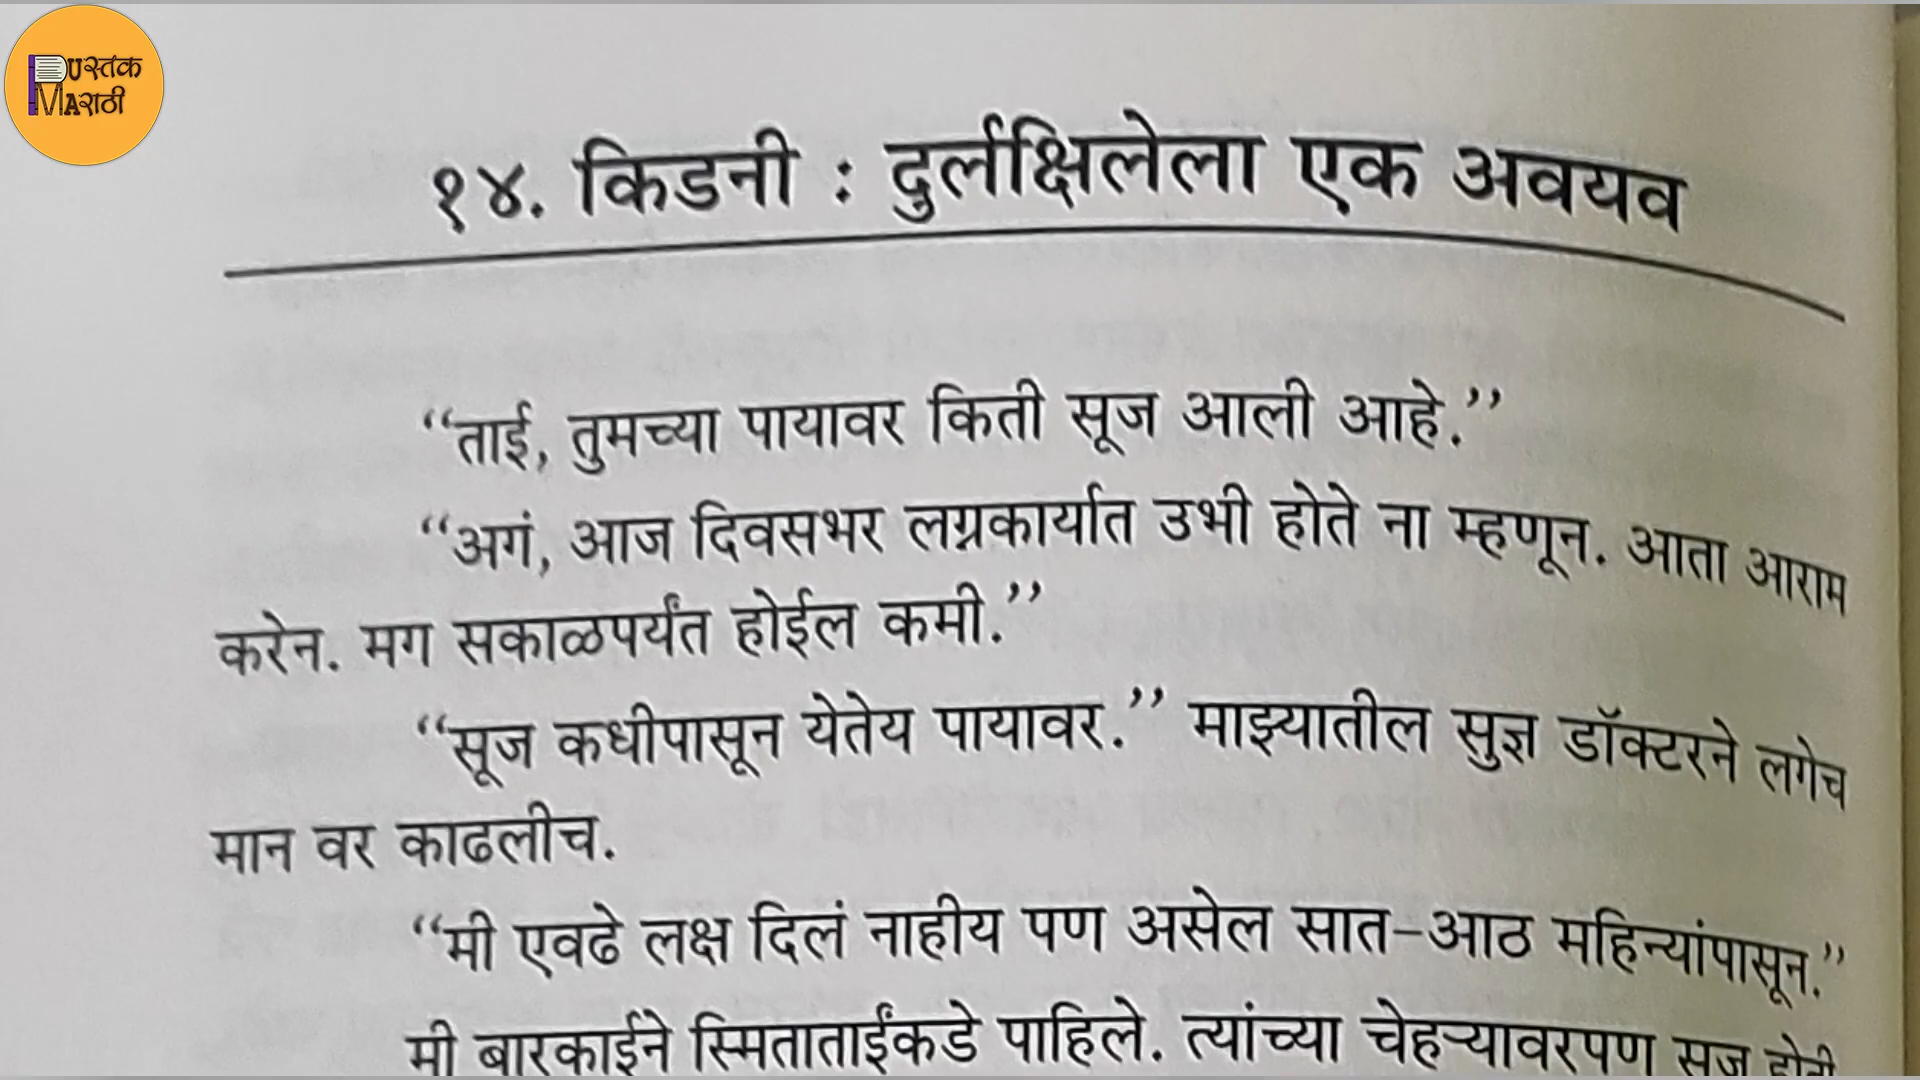 Pustक
Maराठी
१४. किडनी : दुर्लक्षिलेला एक अवयव
“ताई, तुमच्या पायावर किती सूज आली आहे.”
“अगं, आज दिवसभर लग्नकार्यात उभी होते ना म्हणून. आता आराम
करेन. मग सकाळपर्यंत होईल कमी.”
“सूज कधीपासून येतेय पायावर.” माझ्यातील सुज्ञ डॉक्टरने लगेच
मान वर काढलीच.
“मी एवढे लक्ष दिलं नाहीय पण असेल सात–आठ महिन्यांपासून.”
मी बारकाईने स्मिताताईंकडे पाहिले. त्यांच्या चेहऱ्यावरपण सूज होती